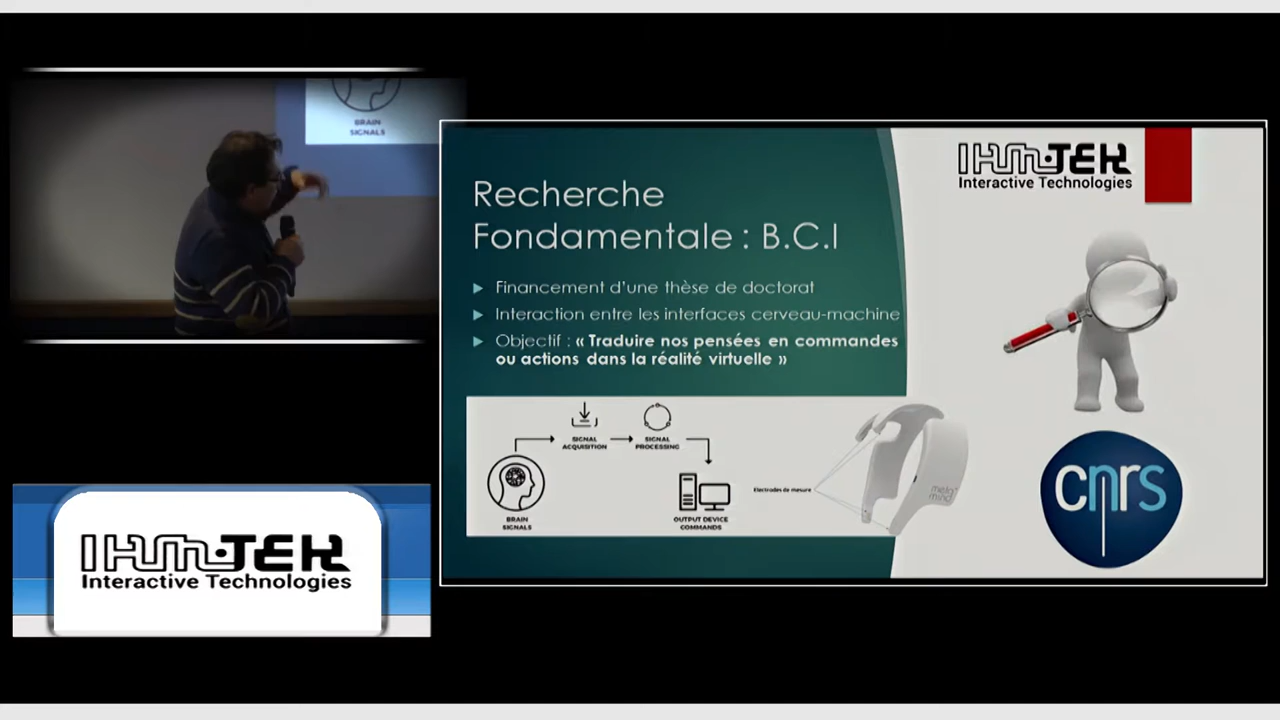 BRAIN
SIGNALS
IHM-TEK
Interactive Technologies
Recherche
Fondamentale : B.C.I
IHM-TEK
Interactive Technologies
► Financement d'une thèse de doctorat
► Interaction entre les interfaces cerveau-machine
► Objectif : « Traduire nos pensées en commandes
ou actions dans la réalité virtuelle »
SIGNAL
ACQUISITION
SIGNAL
PROCESSING
BRAIN
SIGNALS
OUTPUT DEVICE
COMMANDS
Electrodes de mesure
melo
mind
cnrs